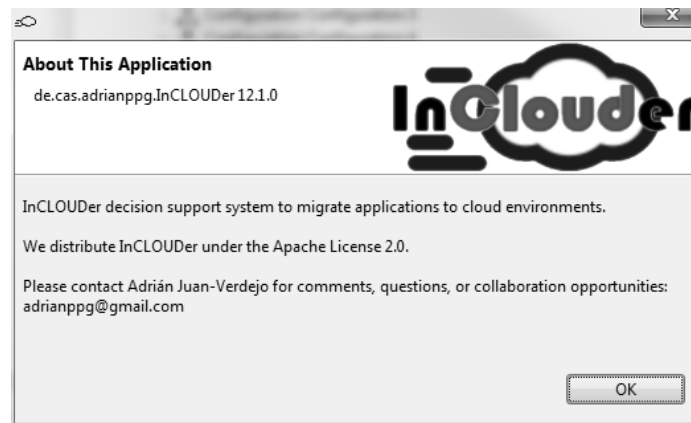 About This Application
de.cas.adrianppg.InCLOUDer 12.1.0
InClouder
InCLOUDer decision support system to migrate applications to cloud environments.
We distribute InCLOUDer under the Apache License 2.0.
Please contact Adrián Juan-Verdejo for comments, questions, or collaboration opportunities:
adrianppg@gmail.com
OK